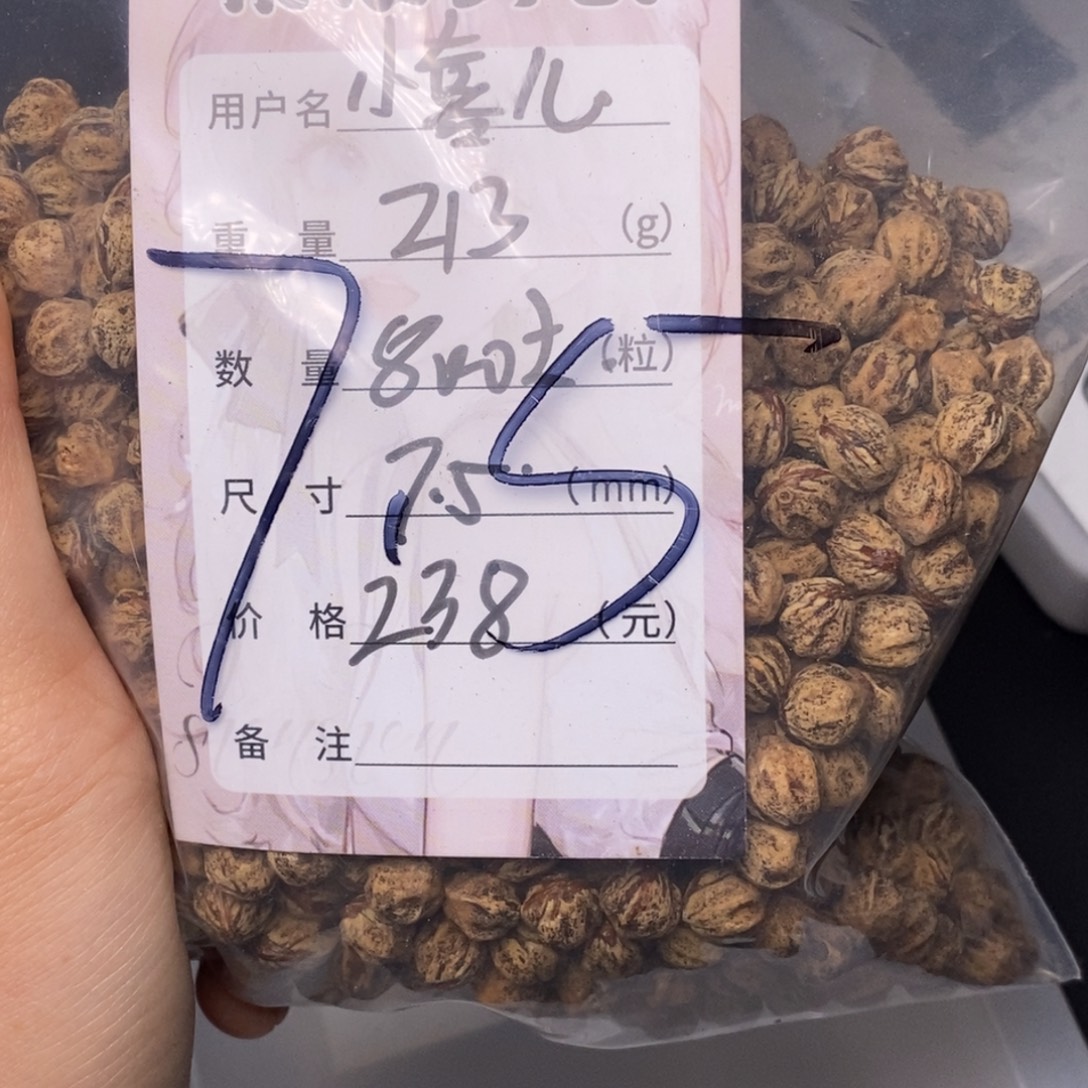 用户名 小喜儿
重量 213 (g)
数量 800± (粒)
尺寸 7.5 (mm)
价格 238 (元)
备注
7.5